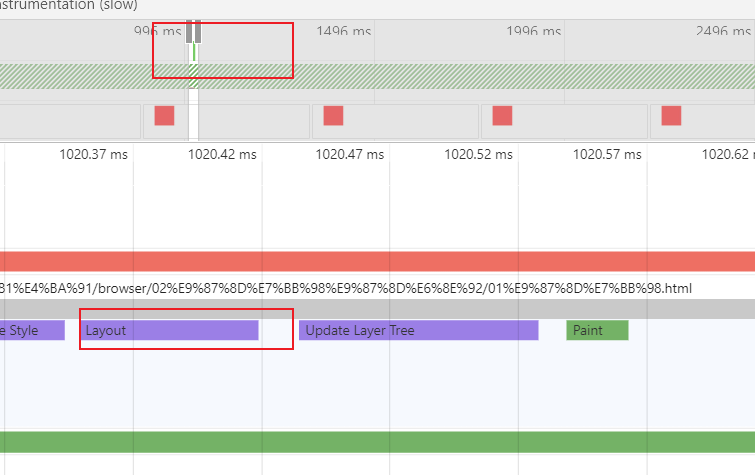 nstrumentation (slow)
996 ms 1496 ms 1996 ms 2496 ms
1020.37 ms 1020.42 ms 1020.47 ms 1020.52 ms 1020.57 ms 1020.62
81%E4%BA%91/browser/02%E9%87%8D%E7%BB%98%E9%87%8D%E6%8E%92/01%E9%87%8D%E7%BB%98.html
e Style Layout Update Layer Tree Paint